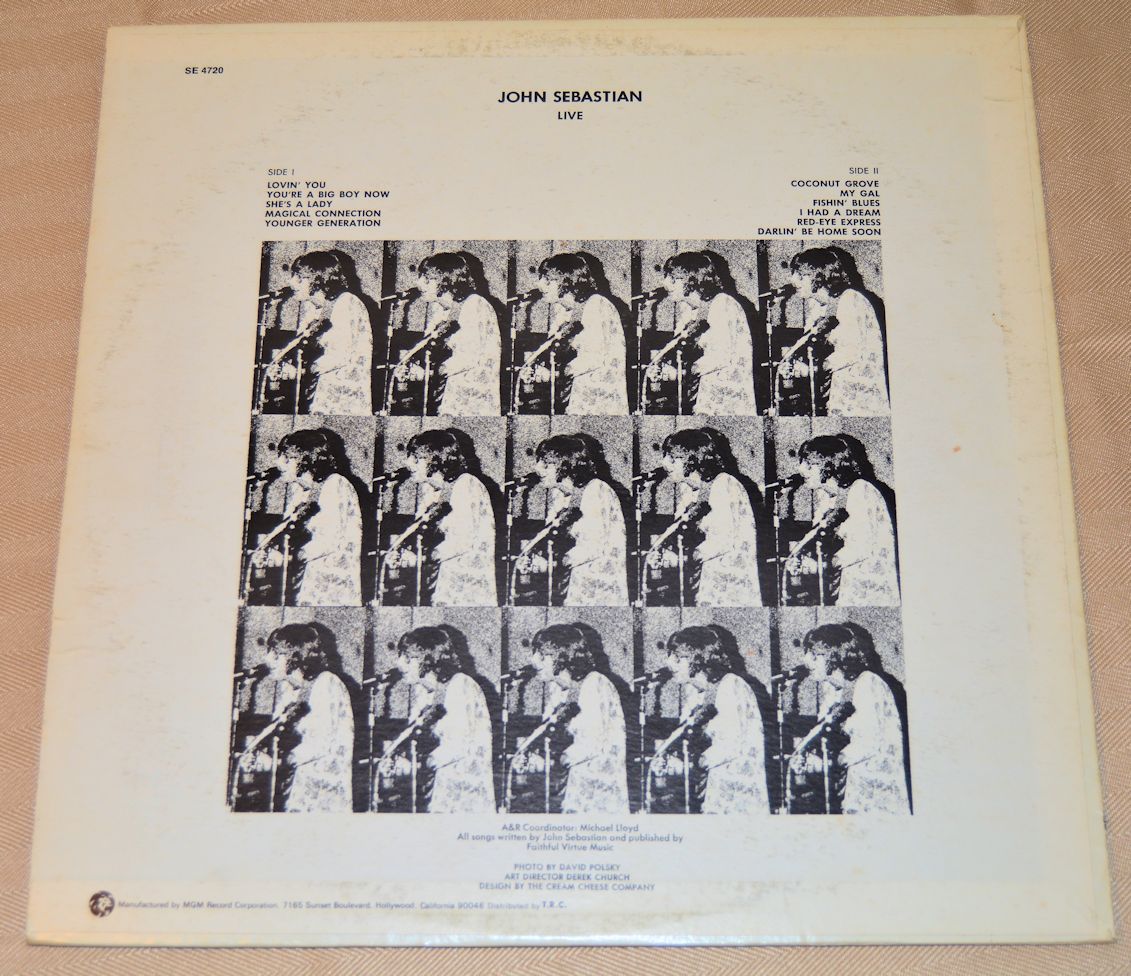 SE 4720
JOHN SEBASTIAN
LIVE
SIDE I
LOVIN' YOU
YOU'RE A BIG BOY NOW
SHE'S A LADY
MAGICAL CONNECTION
YOUNGER GENERATION
SIDE II
COCONUT GROVE
MY GAL
FISHIN' BLUES
I HAD A DREAM
RED-EYE EXPRESS
DARLIN' BE HOME SOON
A&R Coordinator: Michael Lloyd
All songs written by John Sebastian and published by
Faithful Virtue Music
PHOTO BY DAVID POLSKY
ART DIRECTOR DEREK CHURCH
DESIGN BY THE CREAM CHEESE COMPANY
Manufactured by MGM Record Corporation, 7165 Sunset Boulevard, Hollywood, California 90046 Distributed by T.R.C.